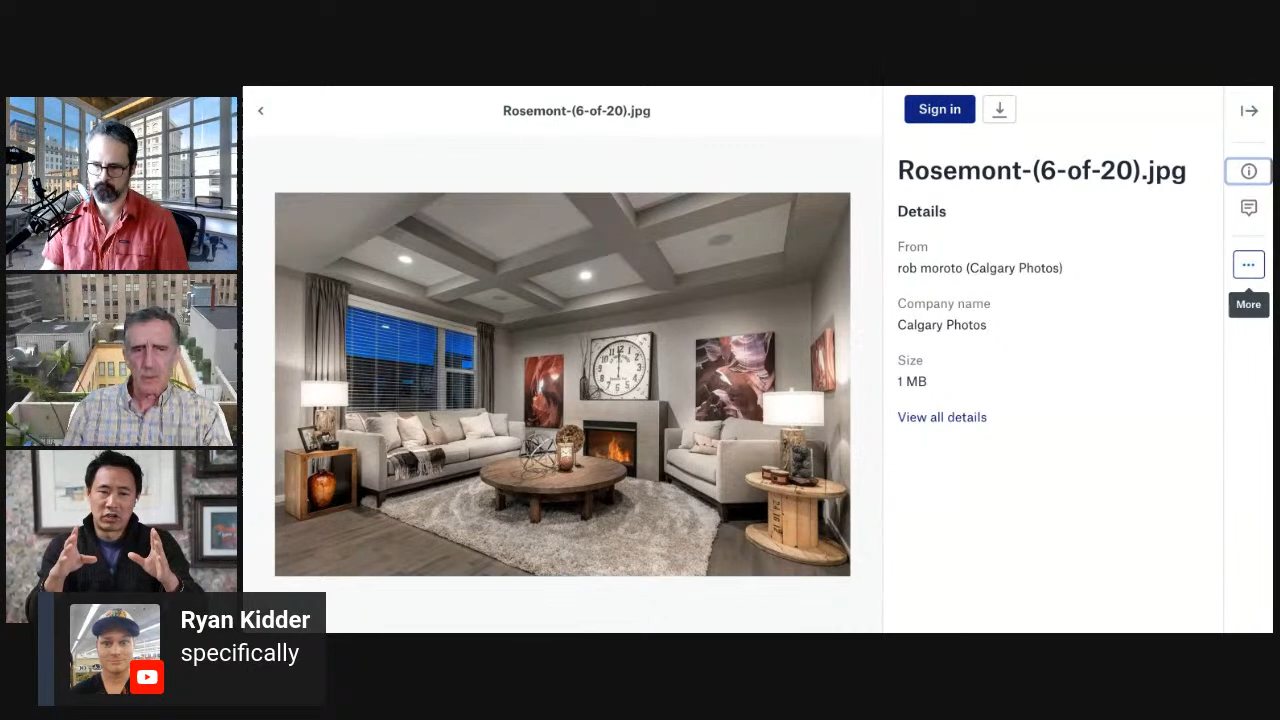 Rosemont-(6-of-20).jpg
Sign in
Rosemont-(6-of-20).jpg
Details
From
rob moroto (Calgary Photos)
Company name
Calgary Photos
Size
1 MB
View all details
More
Ryan Kidder
specifically